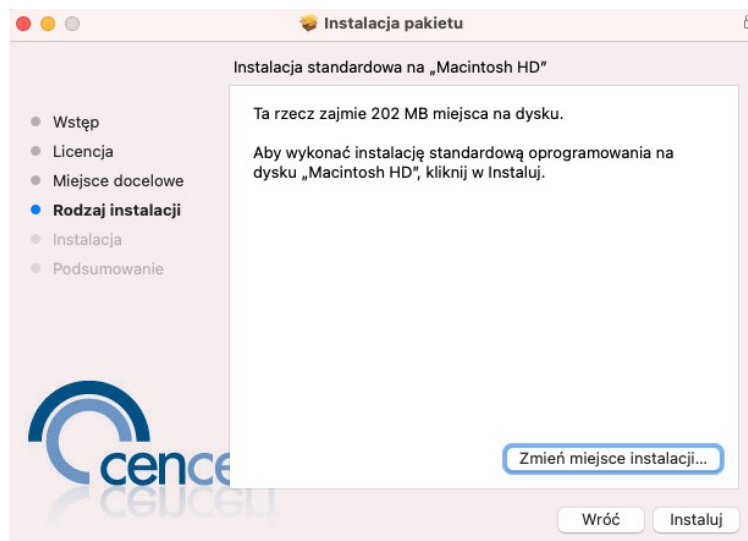 Instalacja pakietu
Instalacja standardowa na „Macintosh HD”
Wstęp
Licencja
Miejsce docelowe
Rodzaj instalacji
Instalacja
Podsumowanie
Ta rzecz zajmie 202 MB miejsca na dysku.
Aby wykonać instalację standardową oprogramowania na
dysku „Macintosh HD”, kliknij w Instaluj.
cence
Zmień miejsce instalacji...
Wróć
Instaluj